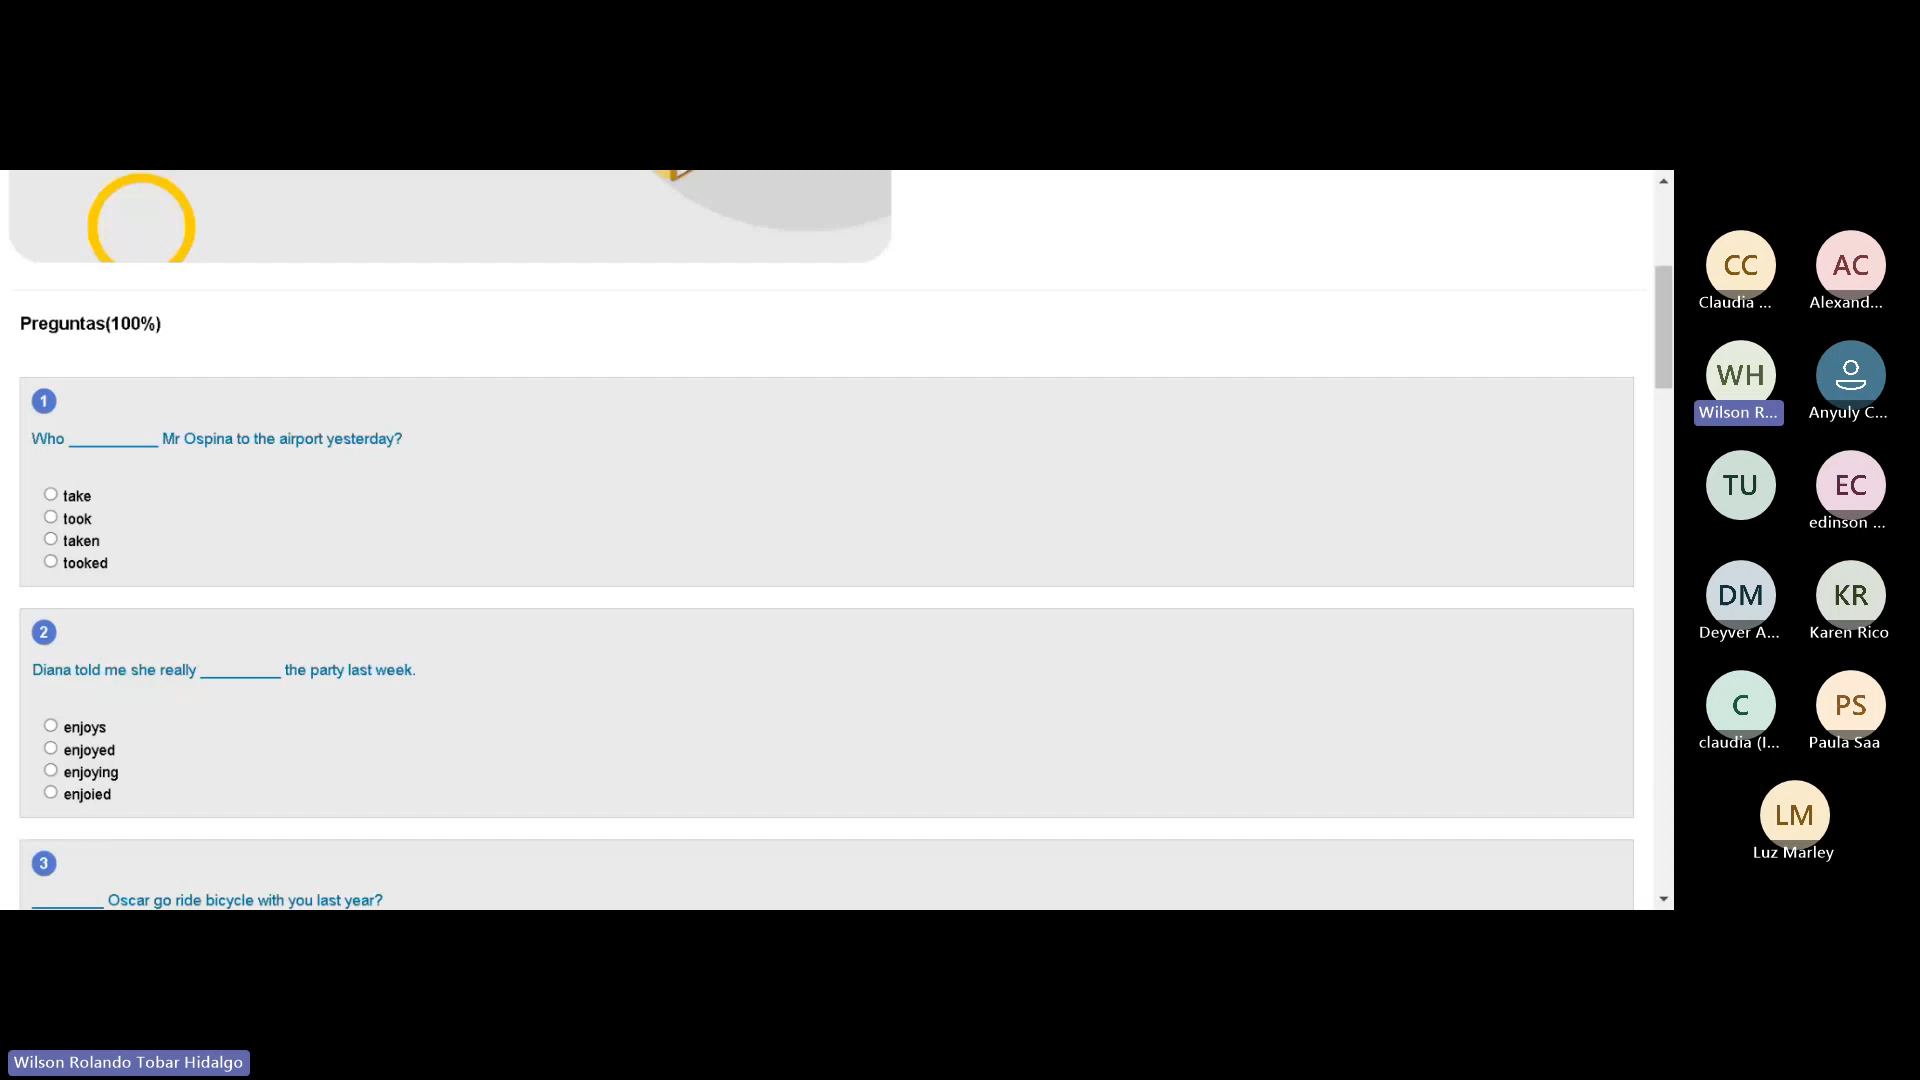 Preguntas(100%)
1
Who ___________ Mr Ospina to the airport yesterday?
take
took
taken
tooked
2
Diana told me she really __________ the party last week.
enjoys
enjoyed
enjoying
enjoied
3
_________ Oscar go ride bicycle with you last year?
CC
Claudia ...
AC
Alexand...
WH
Wilson R...
Anyuly C...
TU
EC
edinson ...
DM
Deyver A...
KR
Karen Rico
C
claudia (I...
PS
Paula Saa
LM
Luz Marley
Wilson Rolando Tobar Hidalgo